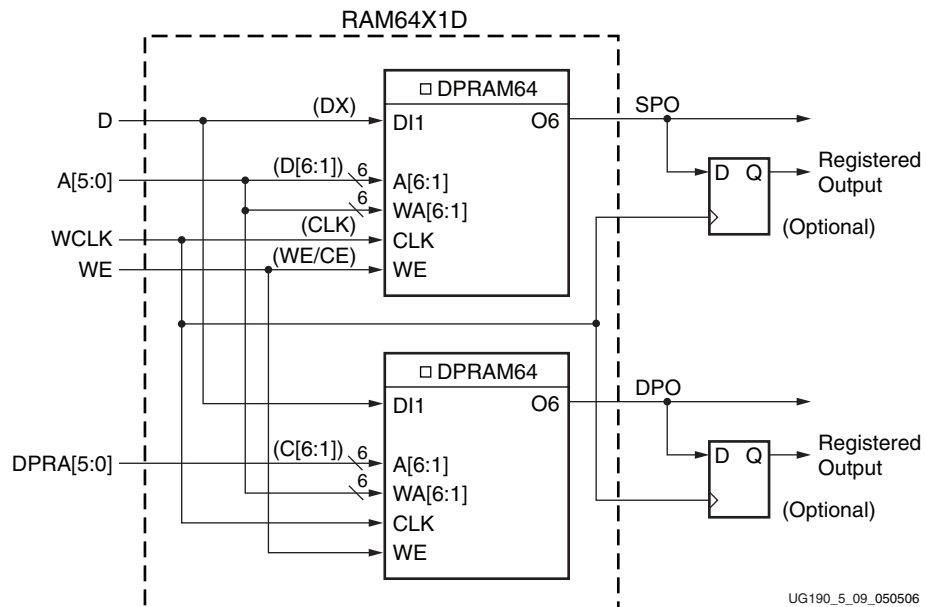 RAM64X1D
□ DPRAM64
D
(DX)
DI1
O6
SPO
A[5:0]
(D[6:1])
6
A[6:1]
6
WA[6:1]
WCLK
(CLK)
CLK
WE
(WE/CE)
WE
D Q
Registered
Output
(Optional)
□ DPRAM64
DI1
O6
DPO
DPRA[5:0]
(C[6:1])
6
A[6:1]
6
WA[6:1]
CLK
WE
D Q
Registered
Output
(Optional)
UG190_5_09_050506